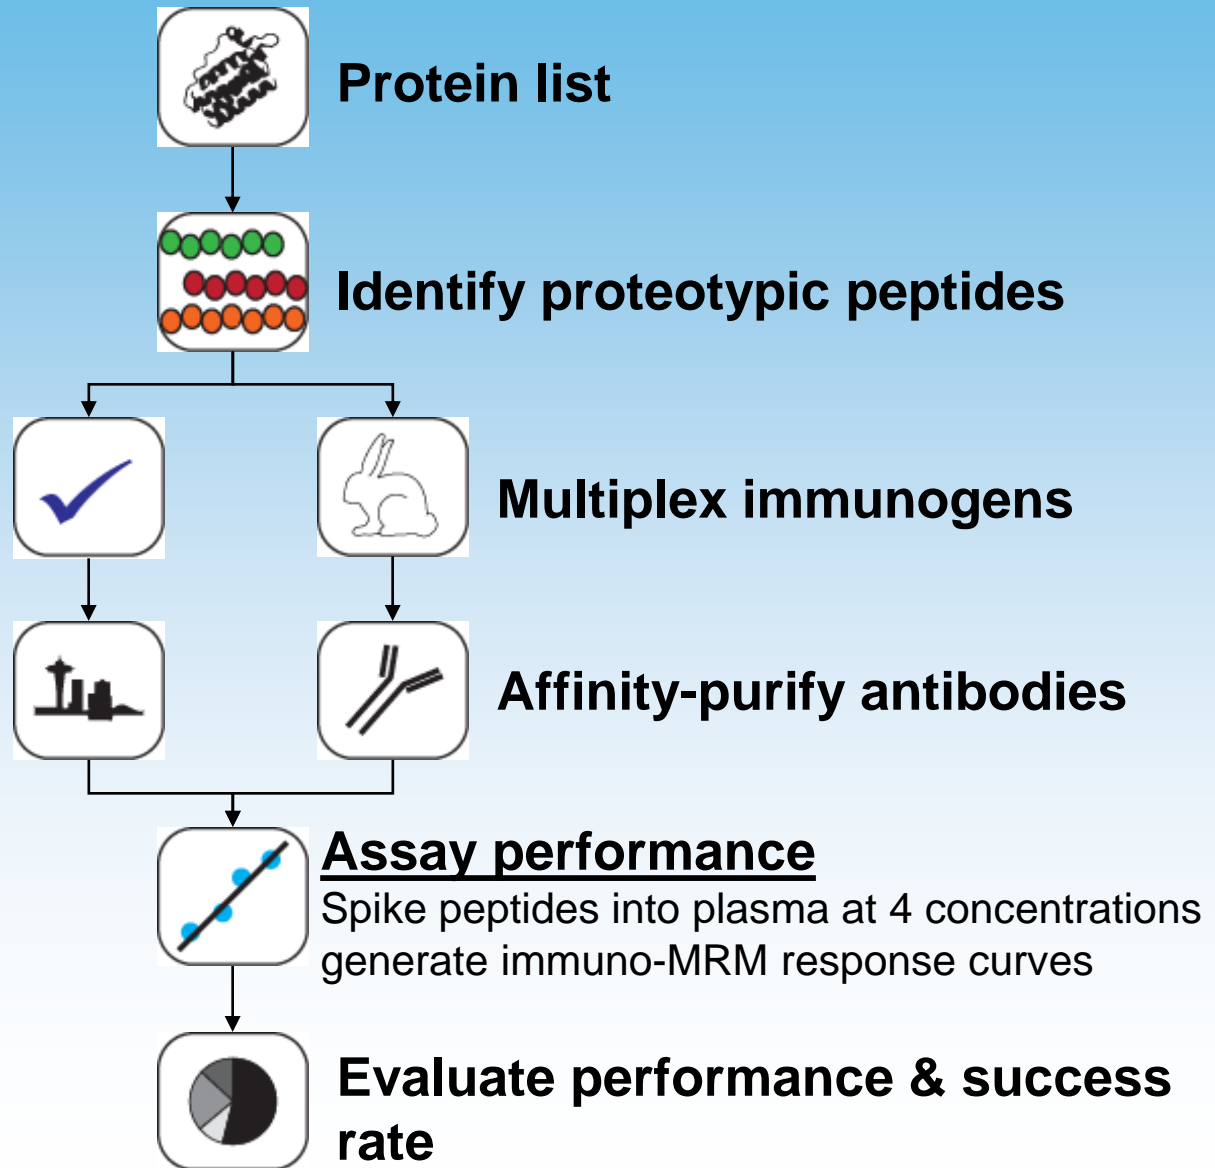 Protein list
Identify proteotypic peptides
Multiplex immunogens
Affinity-purify antibodies
Assay performance
Spike peptides into plasma at 4 concentrations
generate immuno-MRM response curves
Evaluate performance & success
rate